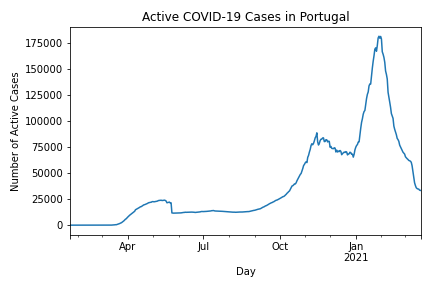 Active COVID-19 Cases in Portugal
Number of Active Cases
175000
150000
125000
100000
75000
50000
25000
0
Apr Jul Oct Jan
2021
Day